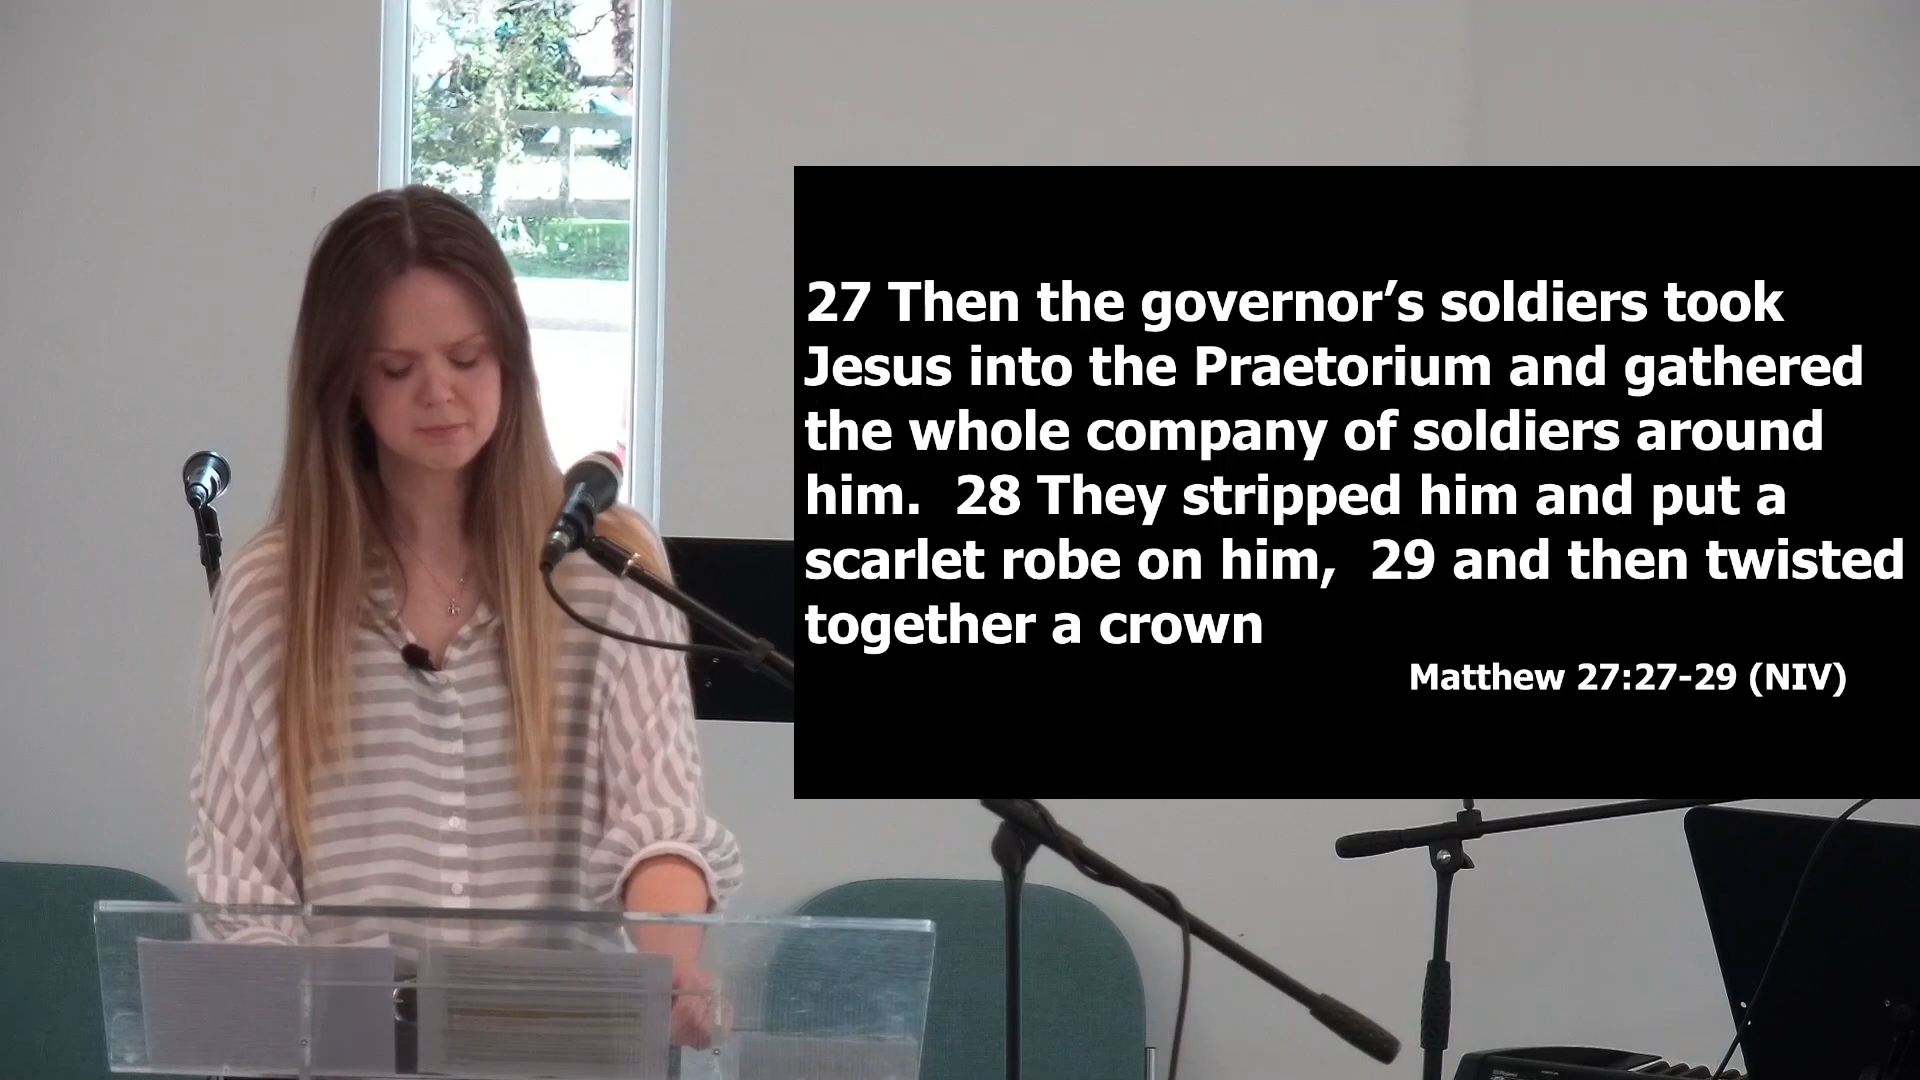 27 Then the governor’s soldiers took
Jesus into the Praetorium and gathered
the whole company of soldiers around
him.  28 They stripped him and put a
scarlet robe on him,  29 and then twisted
together a crown
Matthew 27:27-29 (NIV)